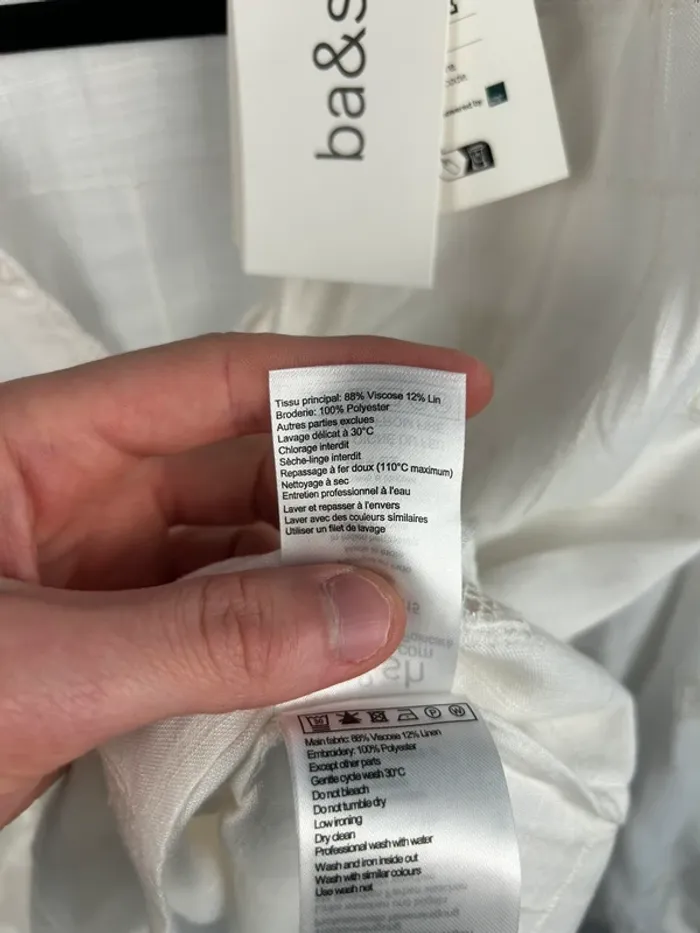 ba&s
powered by
Tissu principal: 88% Viscose 12% Lin
Broderie: 100% Polyester
Autres parties exclues
Lavage délicat à 30°C
Chlorage interdit
Sèche-linge interdit
Repassage à fer doux (110°C maximum)
Nettoyage à sec
Entretien professionnel à l'eau
Laver et repasser à l'envers
Laver avec des couleurs similaires
Utiliser un filet de lavage
Main fabric: 88% Viscose 12% Linen
Embroidery: 100% Polyester
Except other parts
Gentle cycle wash 30°C
Do not bleach
Do not tumble dry
Low ironing
Dry clean
Professional wash with water
Wash and iron inside out
Wash with similar colours
Use wash net